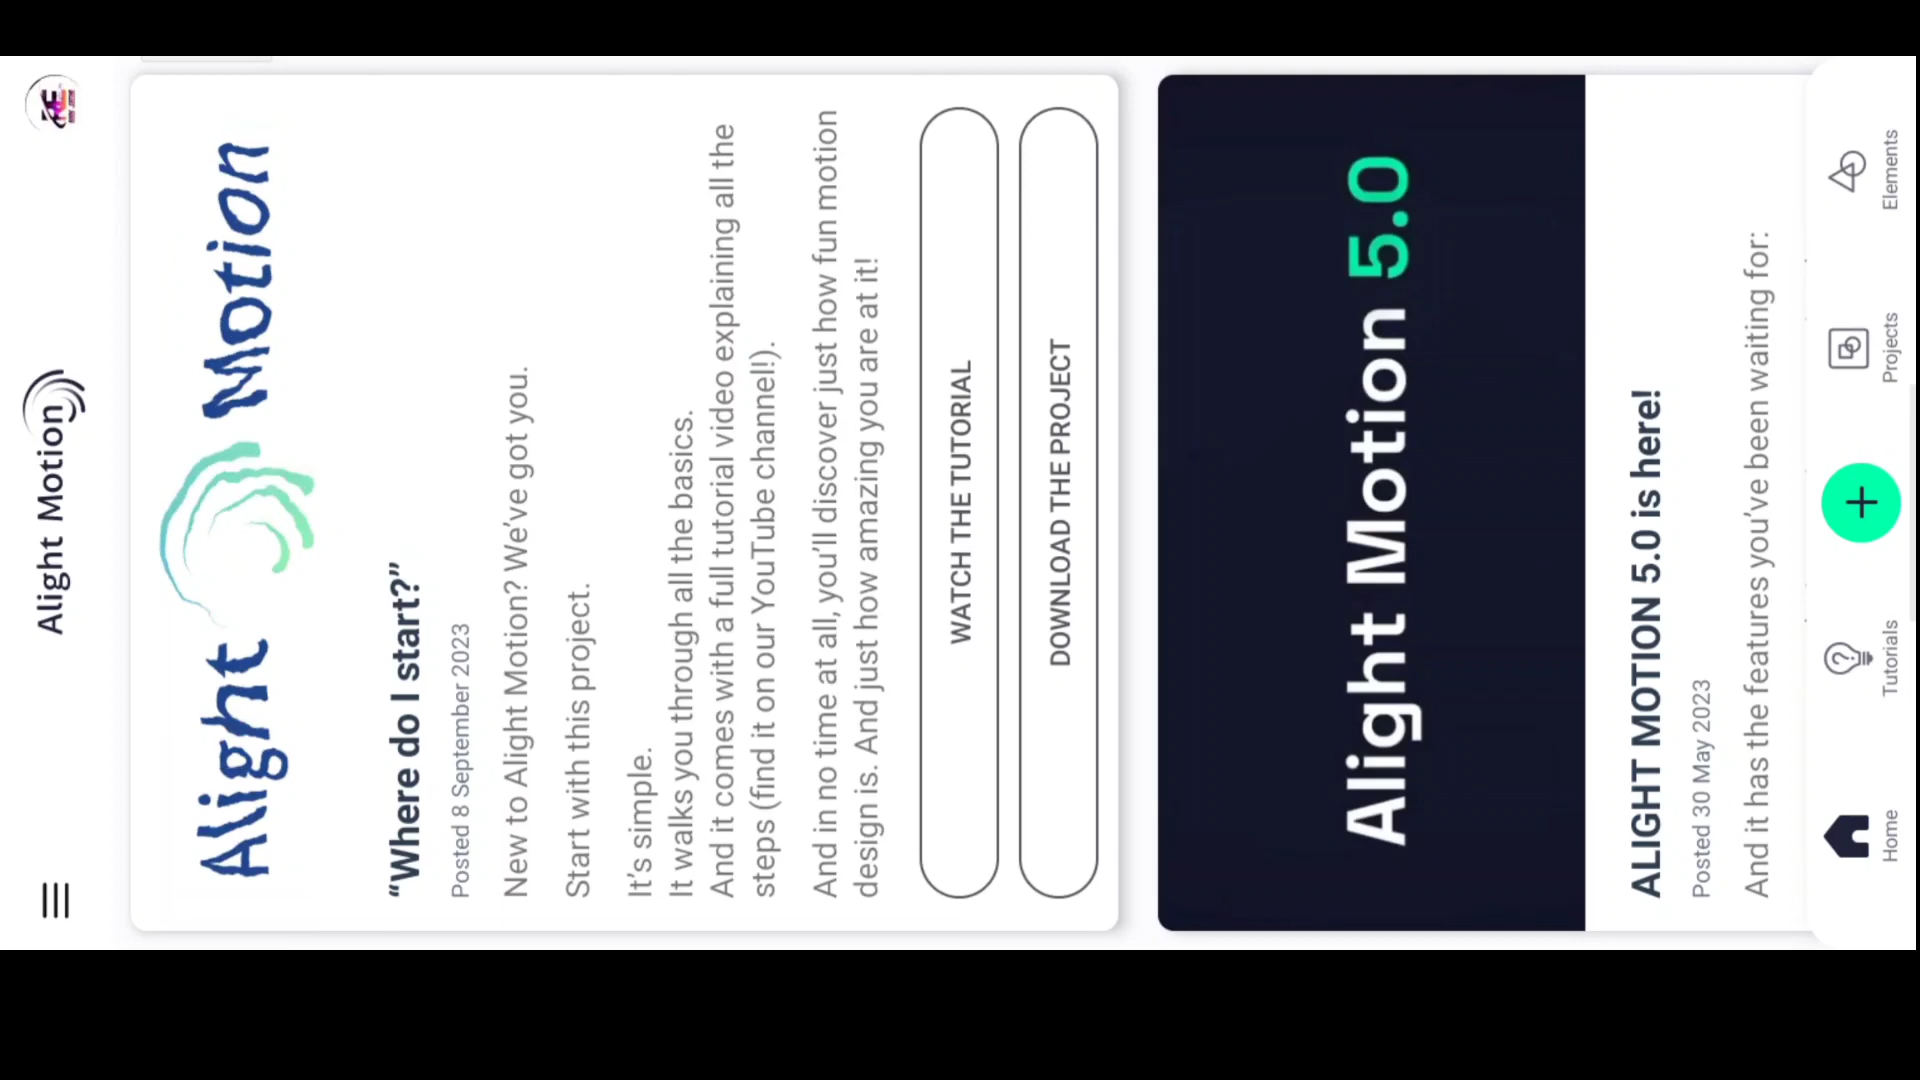 Alight Motion
Alight Motion
“Where do I start?”
Posted 8 September 2023
New to Alight Motion? We've got you.
Start with this project.
It's simple.
It walks you through all the basics.
And it comes with a full tutorial video explaining all the
steps (find it on our YouTube channel!).
And in no time at all, you'll discover just how fun motion
design is. And just how amazing you are at it!
WATCH THE TUTORIAL
DOWNLOAD THE PROJECT
Alight Motion 5.0
ALIGHT MOTION 5.0 is here!
Posted 30 May 2023
And it has the features you've been waiting for:
Home
Tutorials
Projects
Elements